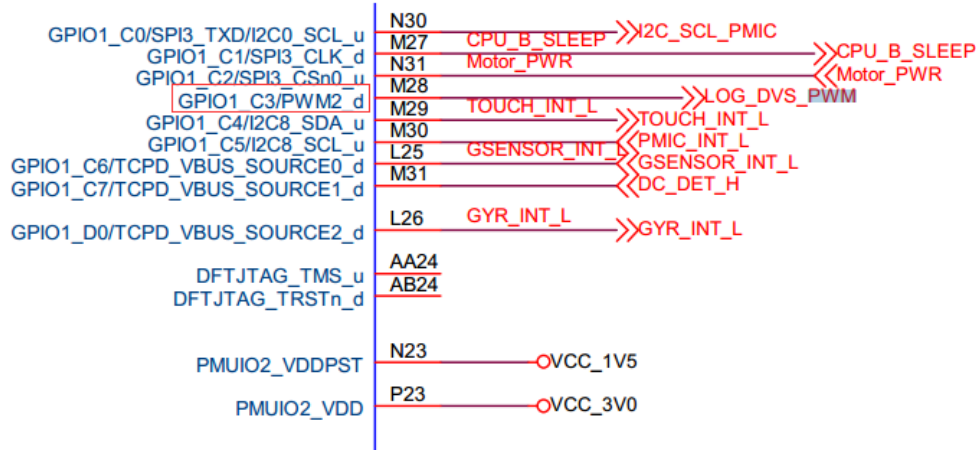 GPIO1_C0/SPI3_TXD/I2C0_SCL_u N30 I2C_SCL_PMIC
GPIO1_C1/SPI3_CLK_d M27 CPU_B_SLEEP CPU_B_SLEEP
GPIO1_C2/SPI3_CSn0_u N31 Motor_PWR Motor_PWR
GPIO1_C3/PWM2_d M28 LOG_DVS_PWM
GPIO1_C4/I2C8_SDA_u M29 TOUCH_INT_L TOUCH_INT_L
GPIO1_C5/I2C8_SCL_u M30 PMIC_INT_L
GPIO1_C6/TCPD_VBUS_SOURCE0_d L25 GSENSOR_INT_L GSENSOR_INT_L
GPIO1_C7/TCPD_VBUS_SOURCE1_d M31 DC_DET_H
GPIO1_D0/TCPD_VBUS_SOURCE2_d L26 GYR_INT_L GYR_INT_L
DFTJTAG_TMS_u AA24
DFTJTAG_TRSTn_d AB24
PMUIO2_VDDPST N23 VCC_1V5
PMUIO2_VDD P23 VCC_3V0